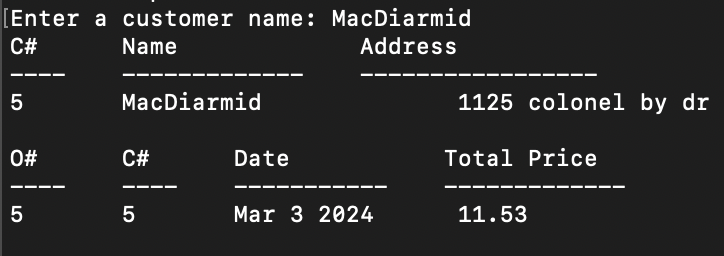 Enter a customer name: MacDiarmid
C# Name Address
---- ------------- -----------------
5 MacDiarmid 1125 colonel by dr
O# C# Date Total Price
---- ---- ----------- -------------
5 5 Mar 3 2024 11.53